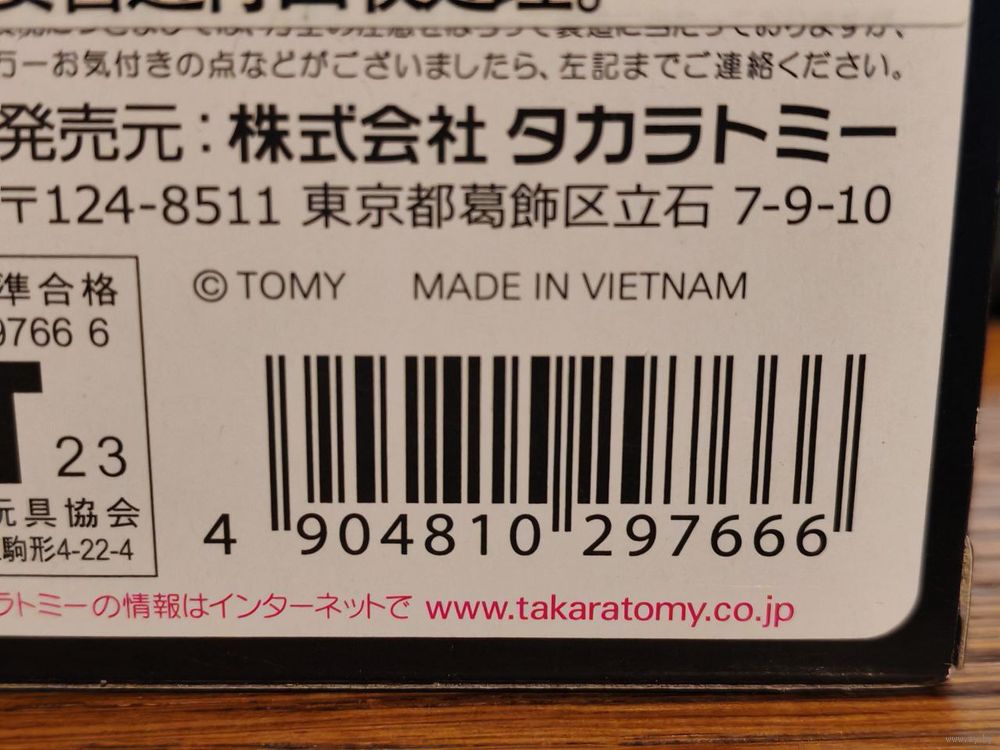 万一お気付きの点などがございましたら、左記までご連絡ください。
発売元：株式会社 タカラトミー
〒124-8511 東京都葛飾区立石 7-9-10
© TOMY MADE IN VIETNAM
準合格
9766 6
T
23
玩具協会
駒形4-22-4
4 904810 297666
ラトミーの情報はインターネットで www.takaratomy.co.jp